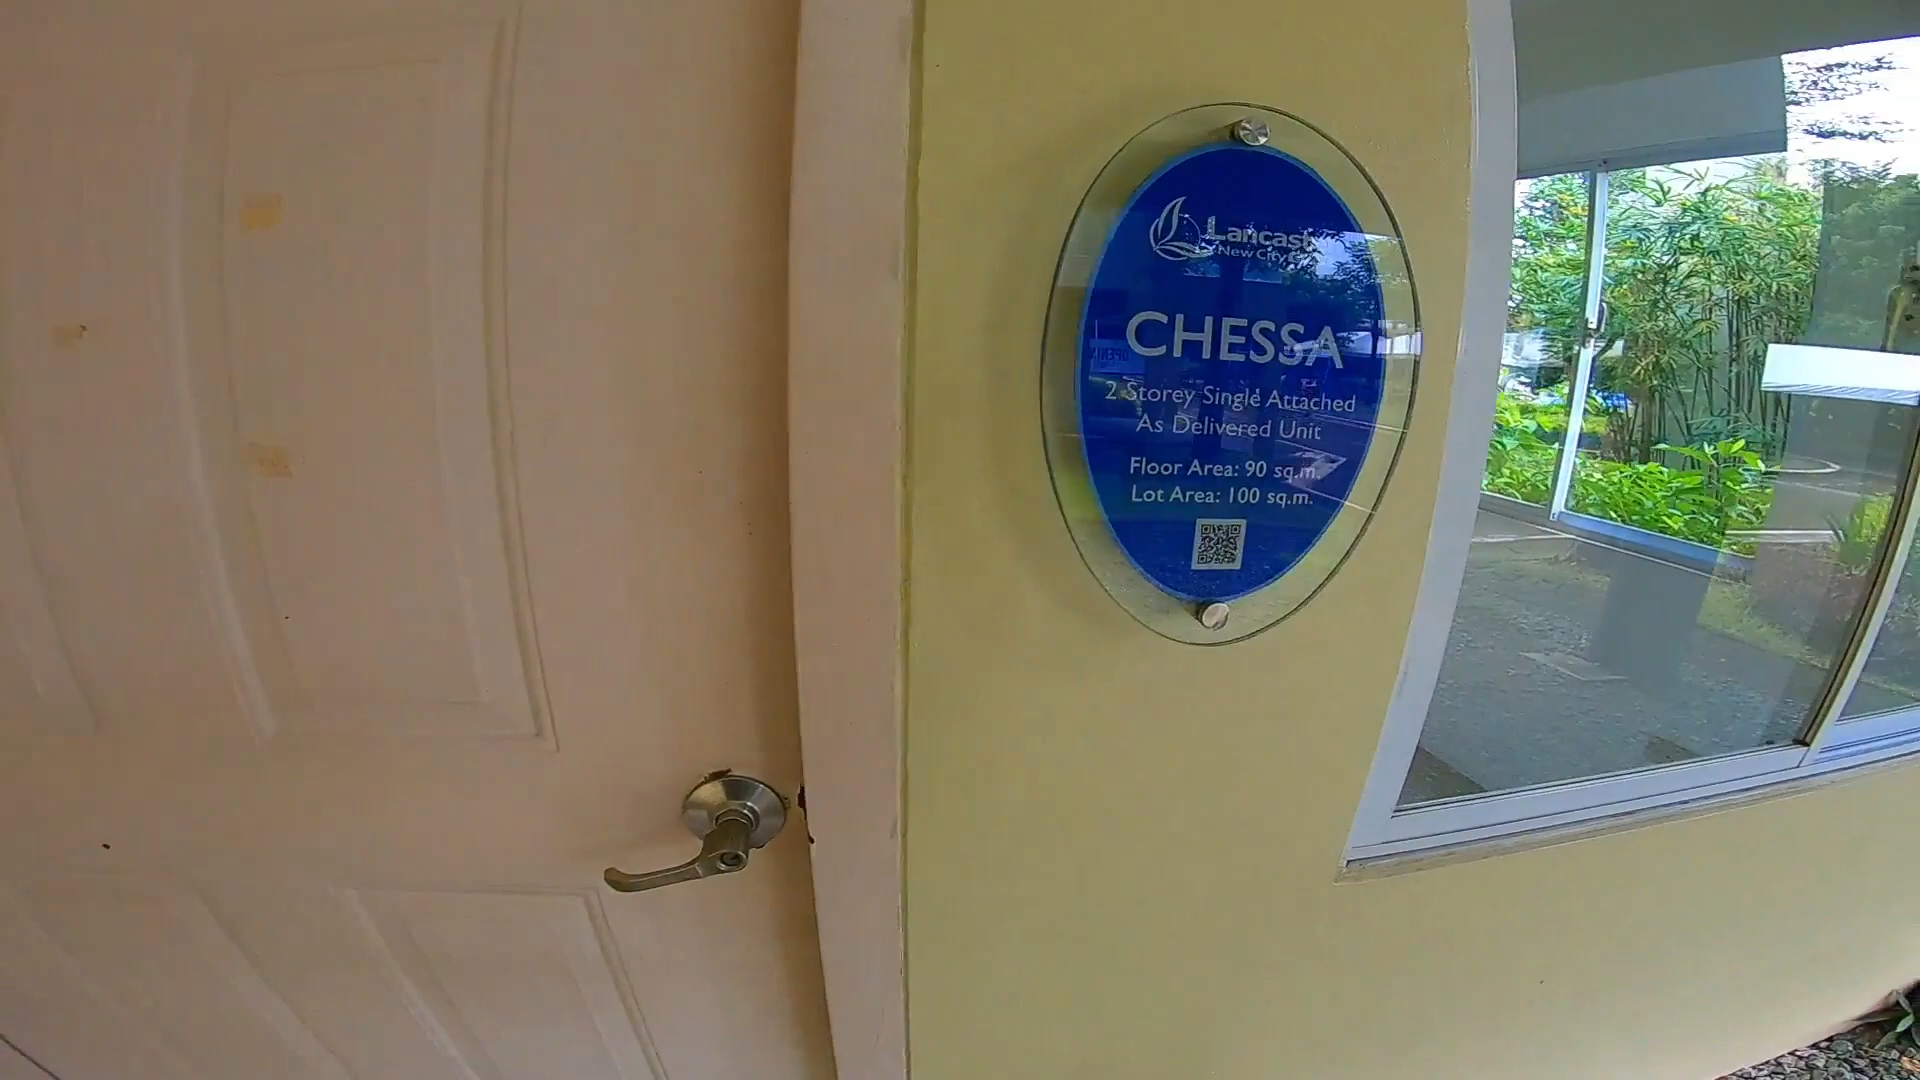 Lancast
New City
CHESSA
2 Storey Single Attached
As Delivered Unit
Floor Area: 90 sq.m.
Lot Area: 100 sq.m.